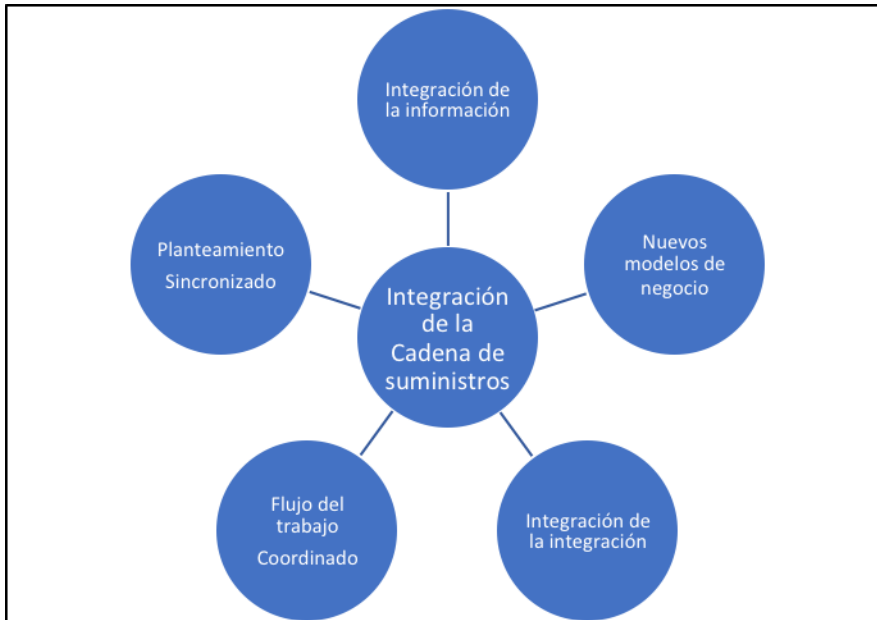 Integración de
la información
Planteamiento
Sincronizado
Nuevos
modelos de
negocio
Integración
de la
Cadena de
suministros
Flujo del
trabajo
Coordinado
Integración de
la integración